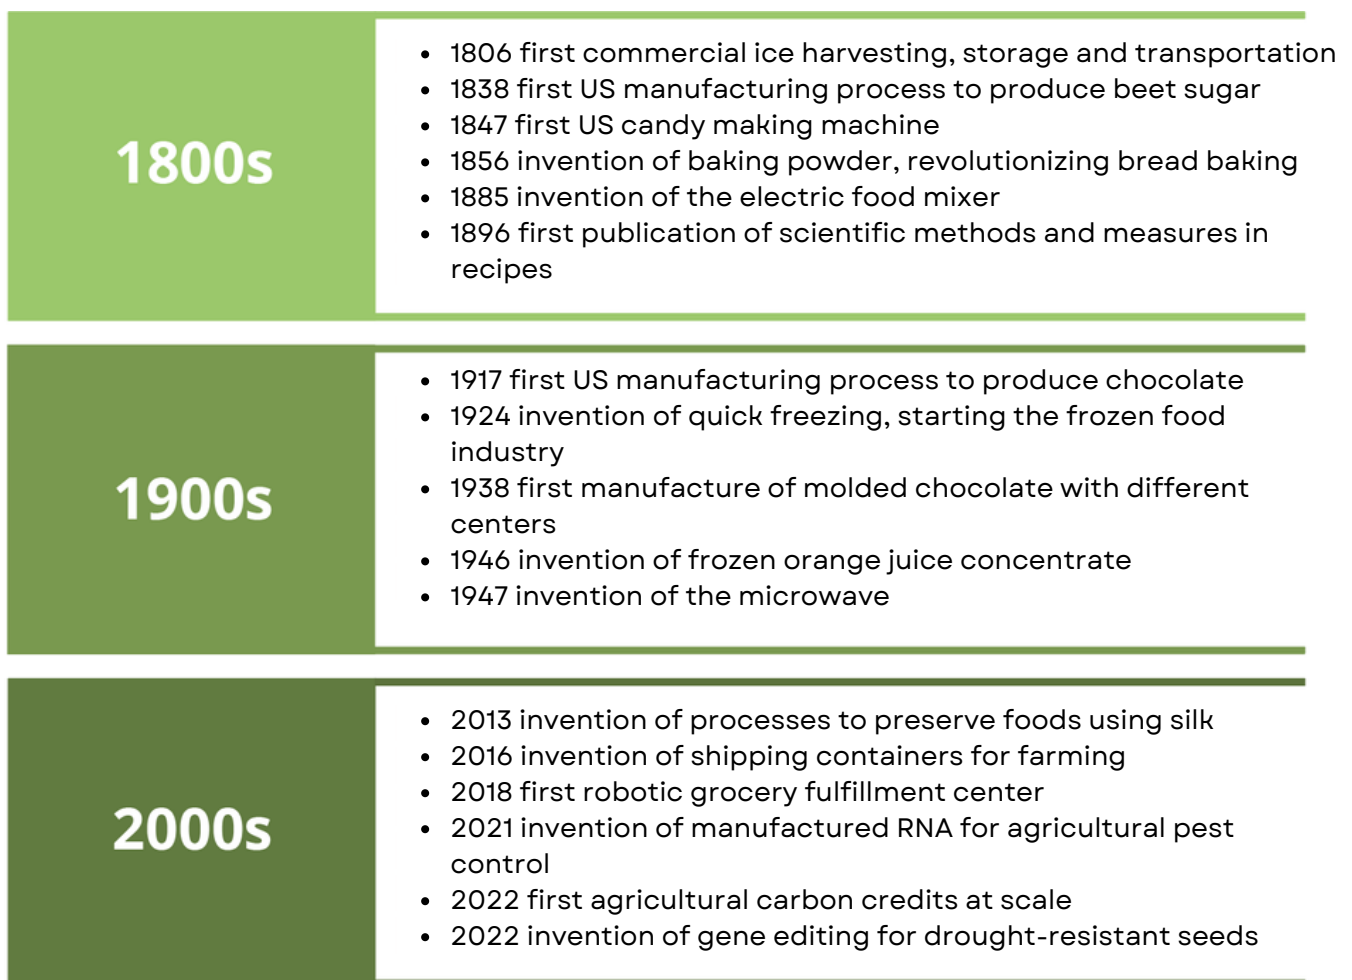 1800s
• 1806 first commercial ice harvesting, storage and transportation
• 1838 first US manufacturing process to produce beet sugar
• 1847 first US candy making machine
• 1856 invention of baking powder, revolutionizing bread baking
• 1885 invention of the electric food mixer
• 1896 first publication of scientific methods and measures in
recipes
1900s
• 1917 first US manufacturing process to produce chocolate
• 1924 invention of quick freezing, starting the frozen food
industry
• 1938 first manufacture of molded chocolate with different
centers
• 1946 invention of frozen orange juice concentrate
• 1947 invention of the microwave
2000s
• 2013 invention of processes to preserve foods using silk
• 2016 invention of shipping containers for farming
• 2018 first robotic grocery fulfillment center
• 2021 invention of manufactured RNA for agricultural pest
control
• 2022 first agricultural carbon credits at scale
• 2022 invention of gene editing for drought-resistant seeds